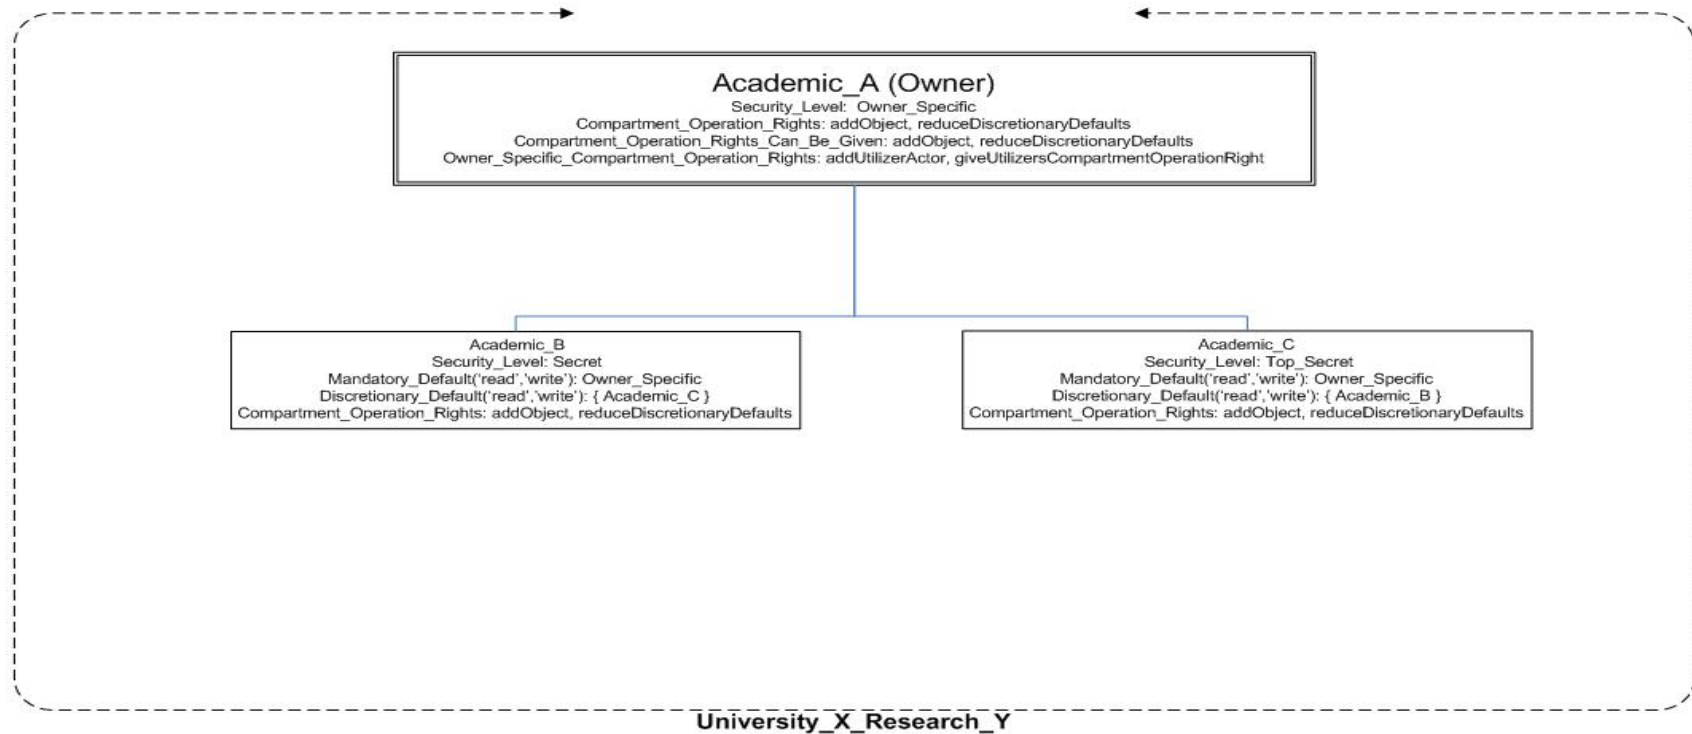 Academic_A (Owner)
Security_Level:  Owner_Specific
Compartment_Operation_Rights: addObject, reduceDiscretionaryDefaults
Compartment_Operation_Rights_Can_Be_Given: addObject, reduceDiscretionaryDefaults
Owner_Specific_Compartment_Operation_Rights: addUtilizerActor, giveUtilizersCompartmentOperationRight
Academic_B
Security_Level: Secret
Mandatory_Default(‘read’,’write’): Owner_Specific
Discretionary_Default(‘read’,’write’): { Academic_C }
Compartment_Operation_Rights: addObject, reduceDiscretionaryDefaults
Academic_C
Security_Level: Top_Secret
Mandatory_Default(‘read’,’write’): Owner_Specific
Discretionary_Default(‘read’,’write’): { Academic_B }
Compartment_Operation_Rights: addObject, reduceDiscretionaryDefaults
University_X_Research_Y